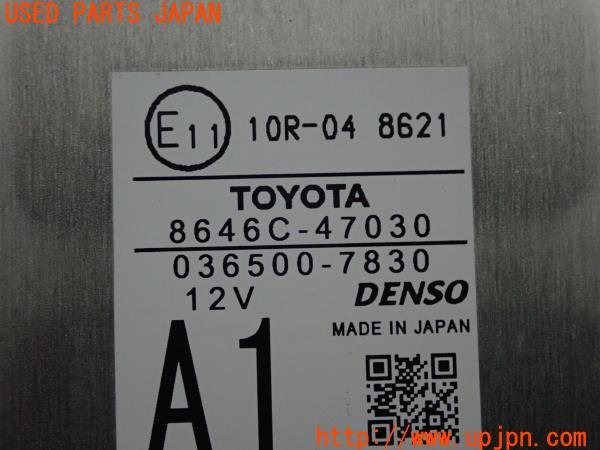 USED PARTS JAPAN
E11 10R-04 8621
TOYOTA
8646C-47030
036500-7830
12V DENSO
MADE IN JAPAN
A1
http://www.upjpn.com